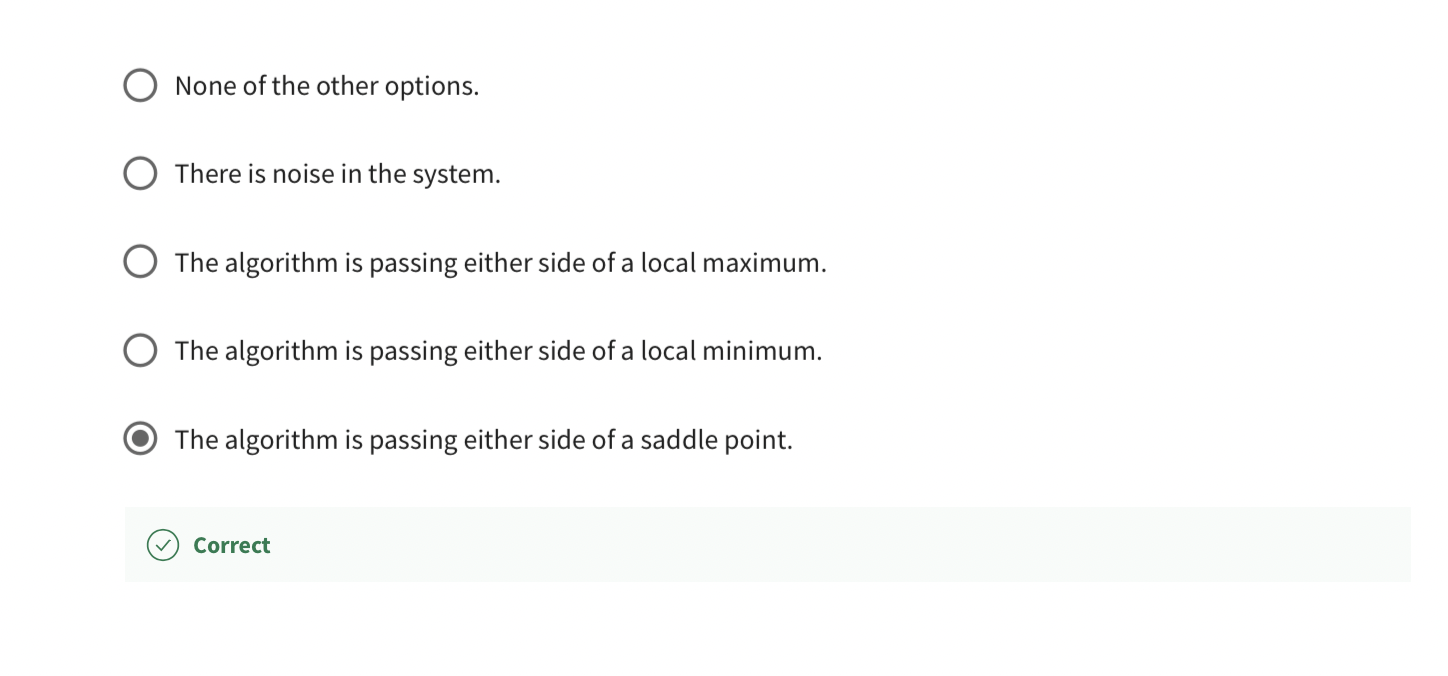 None of the other options.
There is noise in the system.
The algorithm is passing either side of a local maximum.
The algorithm is passing either side of a local minimum.
The algorithm is passing either side of a saddle point.
Correct